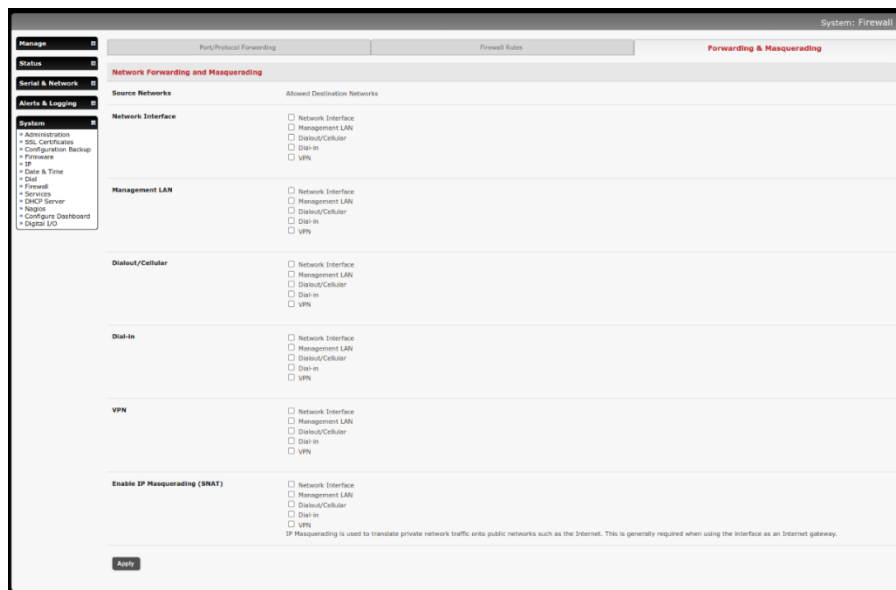 System: Firewall
Manage
Status
Serial & Network
Alerts & Logging
System
Administration
SSL Certificates
Configuration Backup
Firmware
IP
Date & Time
Dial
Firewall
Services
DHCP Server
Nagios
Configure Dashboard
Digital I/O
Port/Protocol Forwarding
Firewall Rules
Forwarding & Masquerading
Network Forwarding and Masquerading
Source Networks Allowed Destination Networks
Network Interface Network Interface
Management LAN
Dialout/Cellular
Dial-in
VPN
Management LAN Network Interface
Management LAN
Dialout/Cellular
Dial-in
VPN
Dialout/Cellular Network Interface
Management LAN
Dialout/Cellular
Dial-in
VPN
Dial-in Network Interface
Management LAN
Dialout/Cellular
Dial-in
VPN
VPN Network Interface
Management LAN
Dialout/Cellular
Dial-in
VPN
Enable IP Masquerading (SNAT) Network Interface
Management LAN
Dialout/Cellular
Dial-in
VPN
IP Masquerading is used to translate private network traffic onto public networks such as the Internet. This is generally required when using the interface as an Internet gateway.
Apply